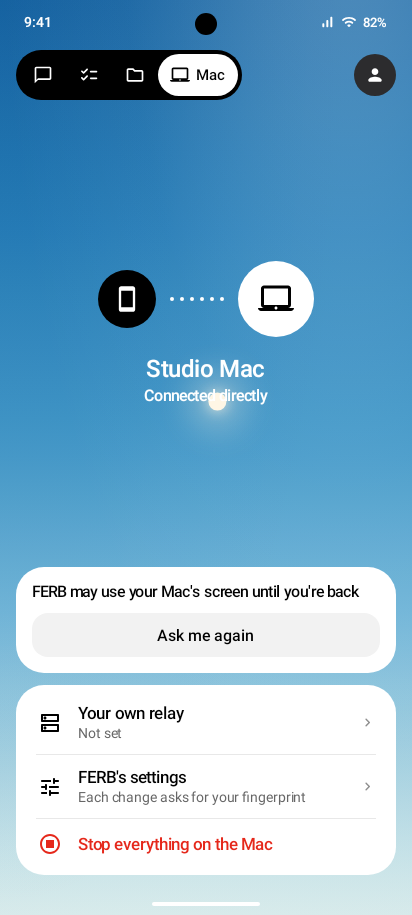 9:41
82%
Mac
Studio Mac
Connected directly
FERB may use your Mac's screen until you're back
Ask me again
Your own relay
Not set
FERB's settings
Each change asks for your fingerprint
Stop everything on the Mac